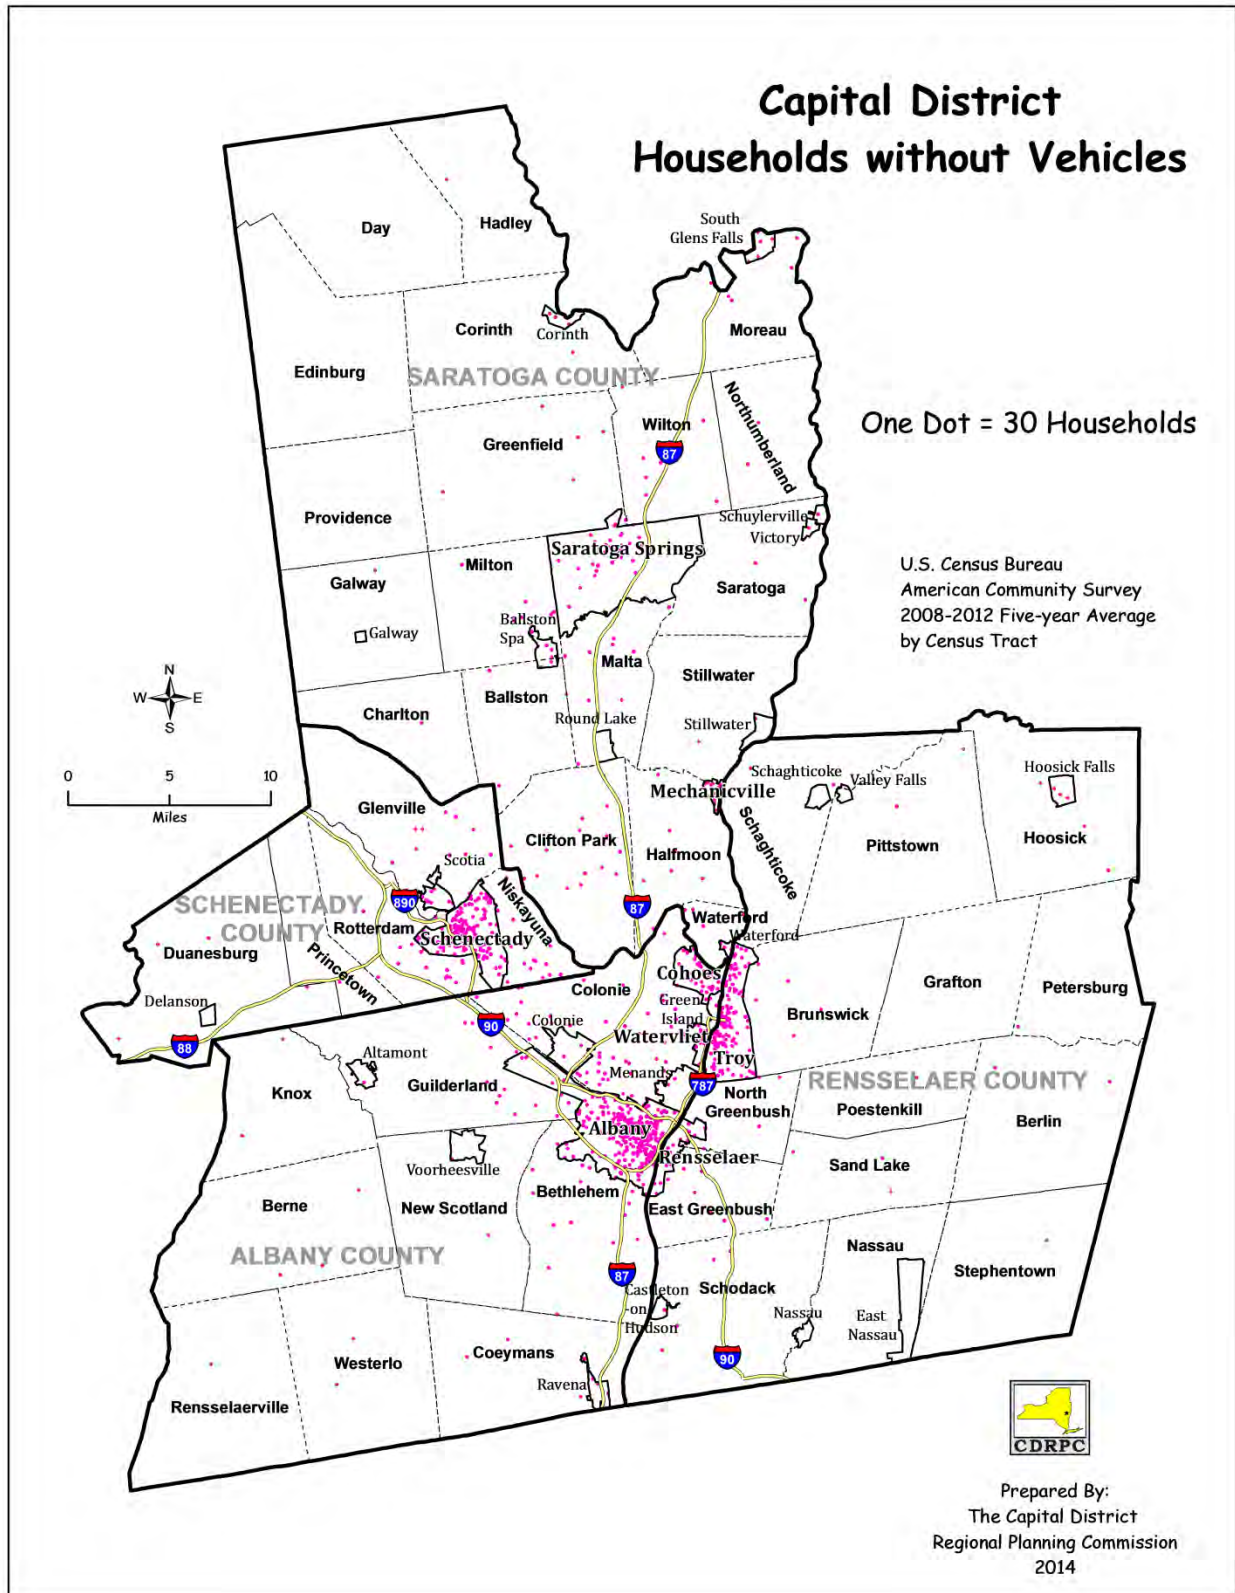 Capital District
Households without Vehicles
South
Glens Falls
Day
Hadley
Corinth
Corinth
Moreau
Edinburg
SARATOGA COUNTY
Northumberland
One Dot = 30 Households
Wilton
Greenfield
87
Providence
Schuylerville
Victory
Saratoga Springs
Milton
U.S. Census Bureau
American Community Survey
2008-2012 Five-year Average
by Census Tract
Galway
Saratoga
Ballston
Spa
Galway
Malta
Stillwater
N
W
E
S
Ballston
Charlton
Round Lake
Stillwater
0
5
10
Miles
Schaghticoke
Valley Falls
Hoosick Falls
Mechanicville
Glenville
Schaghticoke
Clifton Park
Halfmoon
Pittstown
Hoosick
Scotia
Niskayuna
890
87
SCHENECTADY
COUNTY
Rotterdam
Schenectady
Waterford
Waterford
Duanesburg
Princetown
Cohoes
Colonie
Grafton
Petersburg
Delanson
Green
Island
Brunswick
90
Colonie
88
Watervliet
Altamont
Troy
Menands
787
Knox
Guilderland
North
Greenbush
RENSSELAER COUNTY
Poestenkill
Berlin
Albany
Rensselaer
Voorheesville
Sand Lake
Bethlehem
Berne
New Scotland
East Greenbush
ALBANY COUNTY
Nassau
Stephentown
87
Castleton
-on-
Hudson
Schodack
Nassau
East
Nassau
Westerlo
Coeymans
90
Ravena
Rensselaerville
CDRPC
Prepared By:
The Capital District
Regional Planning Commission
2014